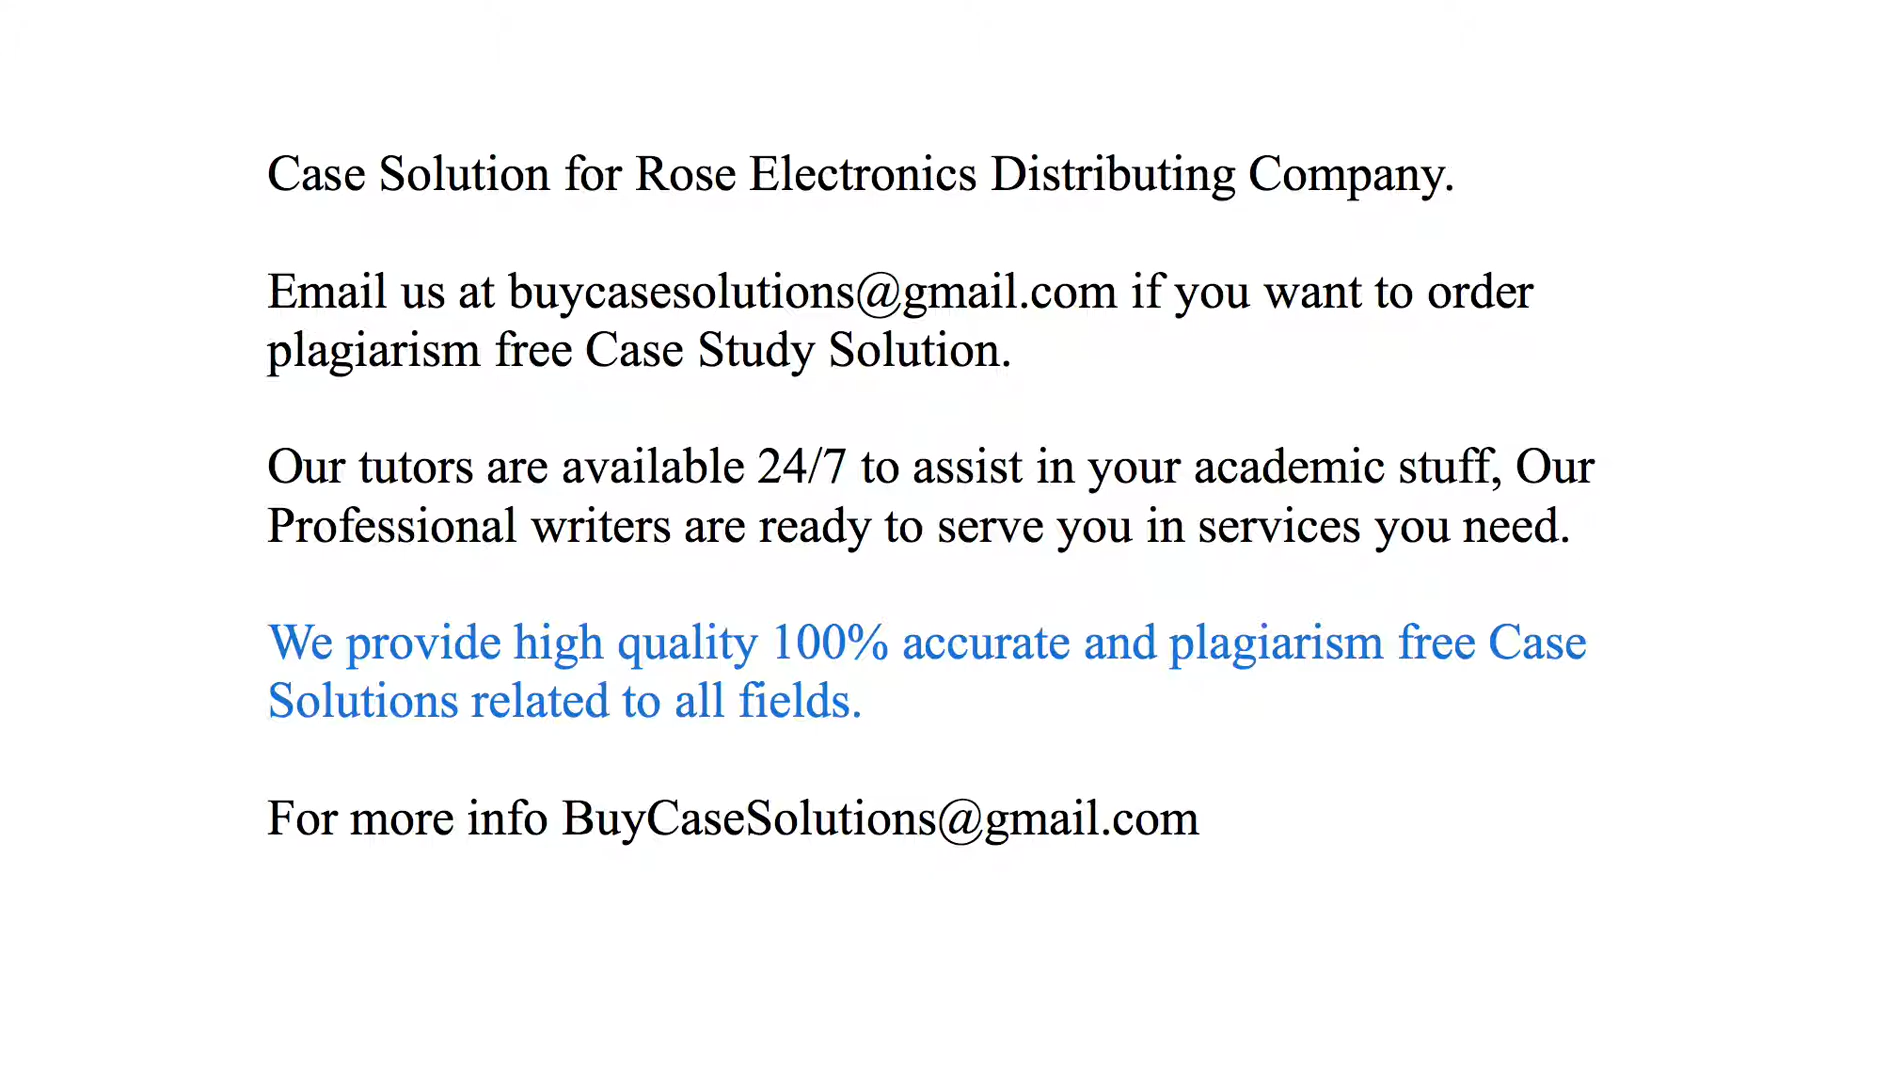 Case Solution for Rose Electronics Distributing Company.
Email us at buycasesolutions@gmail.com if you want to order
plagiarism free Case Study Solution.
Our tutors are available 24/7 to assist in your academic stuff, Our
Professional writers are ready to serve you in services you need.
We provide high quality 100% accurate and plagiarism free Case
Solutions related to all fields.
For more info BuyCaseSolutions@gmail.com